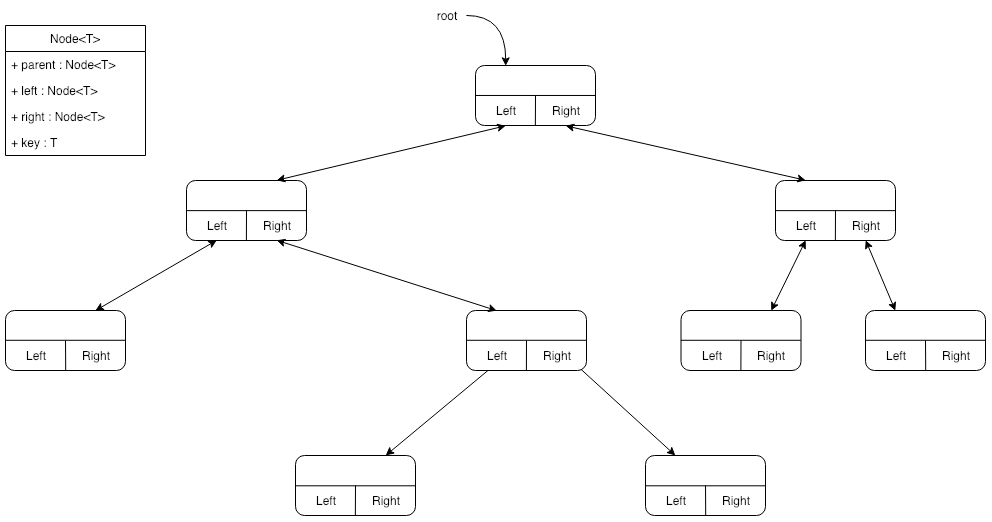 root
Node<T>
+ parent : Node<T>
+ left : Node<T>
+ right : Node<T>
+ key : T
Left Right
Left Right
Left Right
Left Right
Left Right
Left Right
Left Right
Left Right
Left Right